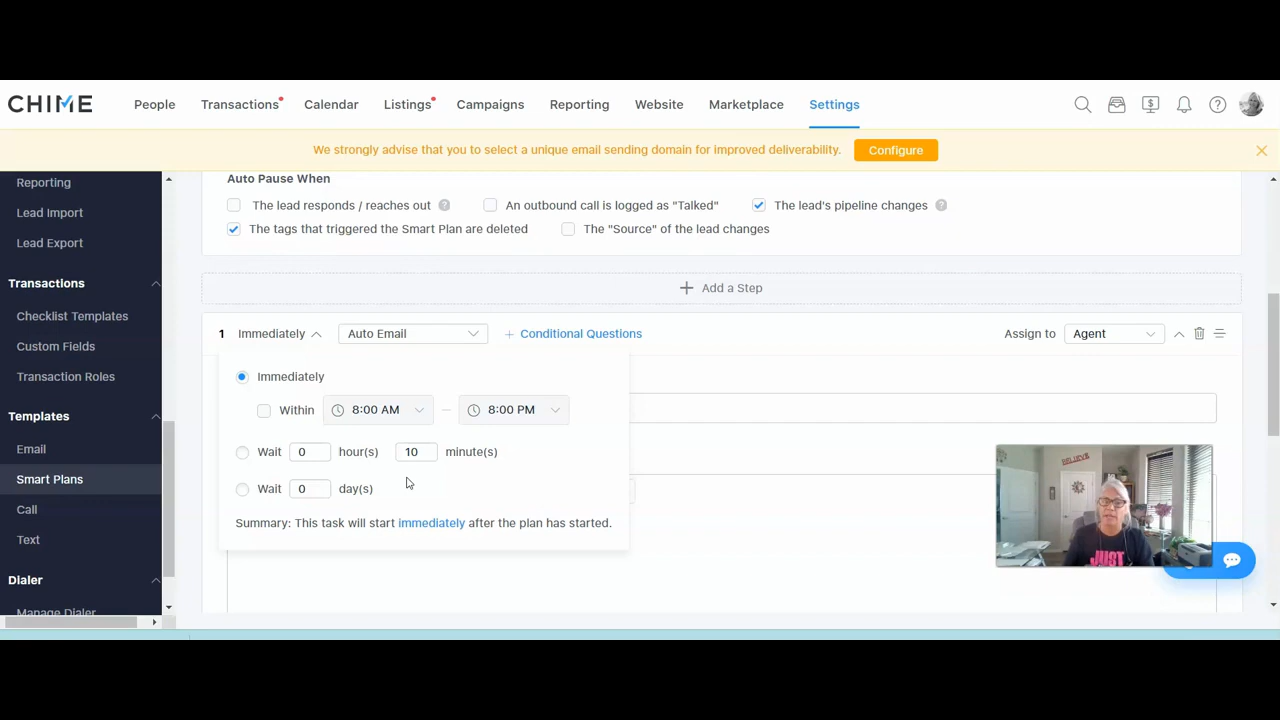 CHIME People Transactions Calendar Listings Campaigns Reporting Website Marketplace Settings
We strongly advise that you to select a unique email sending domain for improved deliverability. Configure
Reporting
Lead Import
Lead Export
Transactions
Checklist Templates
Custom Fields
Transaction Roles
Templates
Email
Smart Plans
Call
Text
Dialer
Manage Dialer
Auto Pause When
The lead responds / reaches out ? An outbound call is logged as "Talked" The lead's pipeline changes ?
The tags that triggered the Smart Plan are deleted The "Source" of the lead changes
+ Add a Step
1 Immediately Auto Email + Conditional Questions Assign to Agent
Immediately
Within 8:00 AM — 8:00 PM
Wait 0 hour(s) 10 minute(s)
Wait 0 day(s)
Summary: This task will start immediately after the plan has started.
BELIEVE
JUST